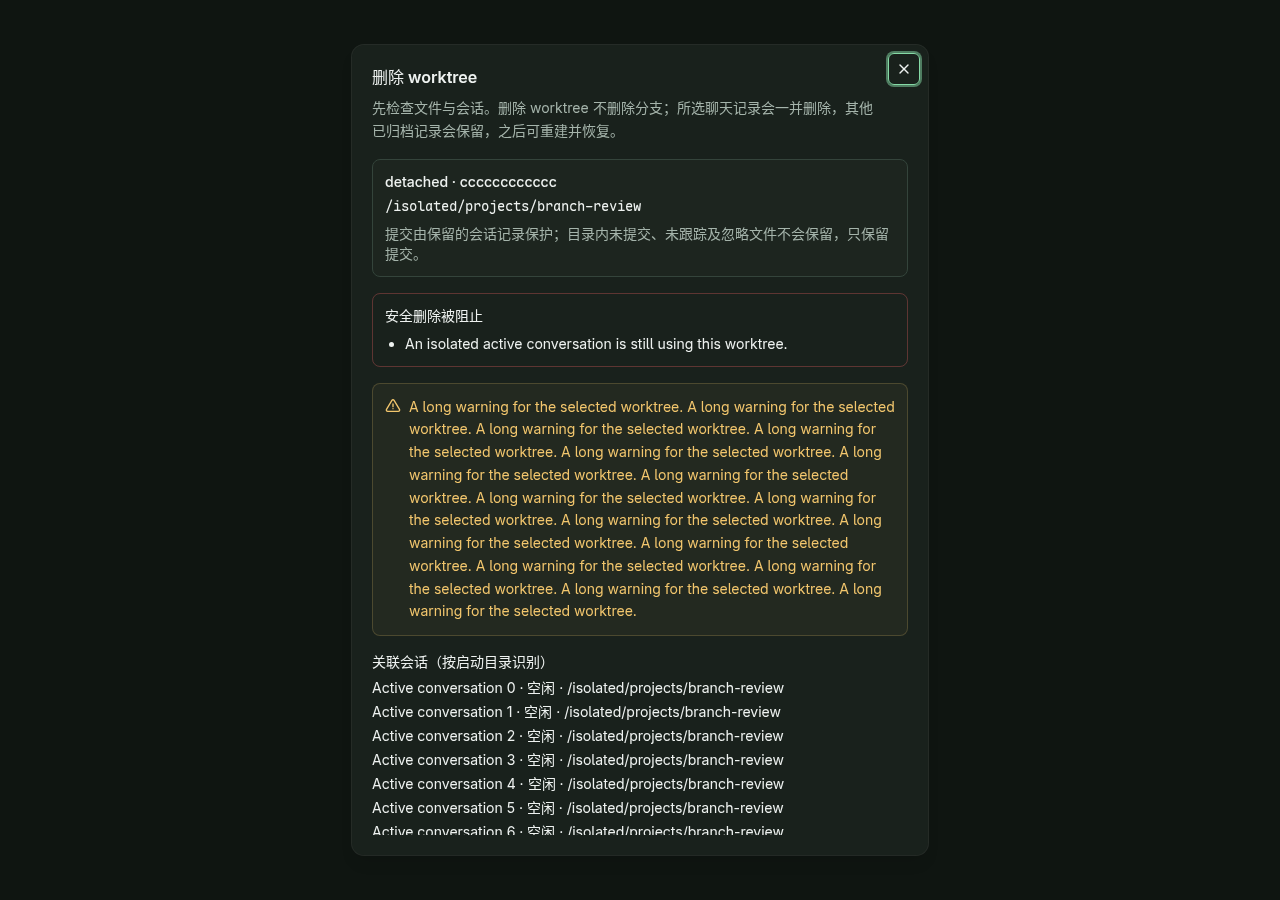 删除 worktree
先检查文件与会话。删除 worktree 不删除分支；所选聊天记录会一并删除，其他
已归档记录会保留，之后可重建并恢复。
detached · cccccccccccc
/isolated/projects/branch-review
提交由保留的会话记录保护；目录内未提交、未跟踪及忽略文件不会保留，只保留
提交。
安全删除被阻止
• An isolated active conversation is still using this worktree.
A long warning for the selected worktree. A long warning for the selected
worktree. A long warning for the selected worktree. A long warning for
the selected worktree. A long warning for the selected worktree. A long
warning for the selected worktree. A long warning for the selected
worktree. A long warning for the selected worktree. A long warning for
the selected worktree. A long warning for the selected worktree. A long
warning for the selected worktree. A long warning for the selected
worktree. A long warning for the selected worktree. A long warning for
the selected worktree. A long warning for the selected worktree. A long
warning for the selected worktree.
关联会话（按启动目录识别）
Active conversation 0 · 空闲 · /isolated/projects/branch-review
Active conversation 1 · 空闲 · /isolated/projects/branch-review
Active conversation 2 · 空闲 · /isolated/projects/branch-review
Active conversation 3 · 空闲 · /isolated/projects/branch-review
Active conversation 4 · 空闲 · /isolated/projects/branch-review
Active conversation 5 · 空闲 · /isolated/projects/branch-review
Active conversation 6 · 空闲 · /isolated/projects/branch-review